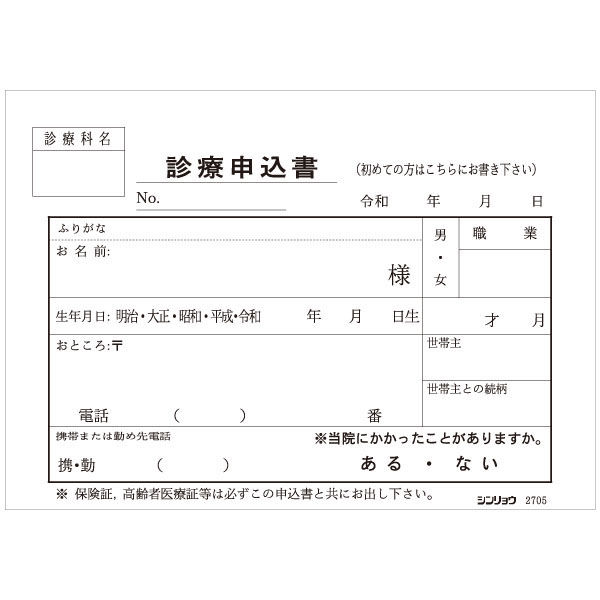 診療科名
診療申込書
(初めての方はこちらにお書き下さい)
No.
令和 年 月 日
ふりがな
お名前:
様
男・女
職業
生年月日: 明治・大正・昭和・平成・令和 年 月 日生
才 月
おところ:〒
電話 ( ) 番
世帯主
世帯主との続柄
携帯または勤め先電話
携・勤 ( )
※当院にかかったことがありますか。
ある ・ ない
※ 保険証, 高齢者医療証等は必ずこの申込書と共にお出し下さい。
シンリョウ 2705